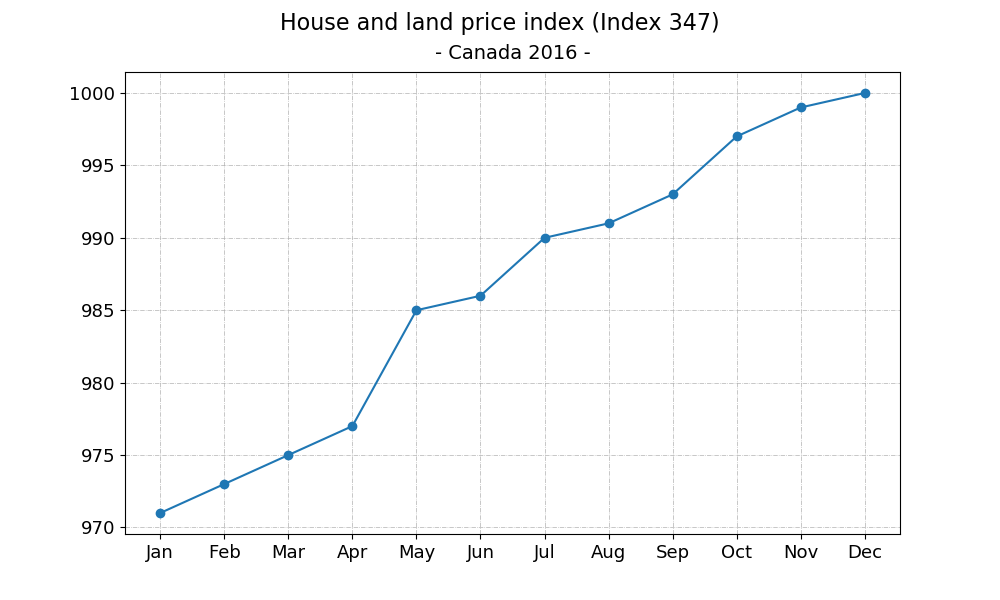 House and land price index (Index 347)
- Canada 2016 -
1000
995
990
985
980
975
970
Jan Feb Mar Apr May Jun Jul Aug Sep Oct Nov Dec